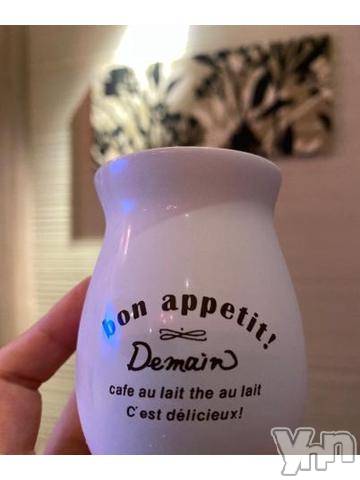 bon appetit!
Demain
cafe au lait the au lait
C'est délicieux!